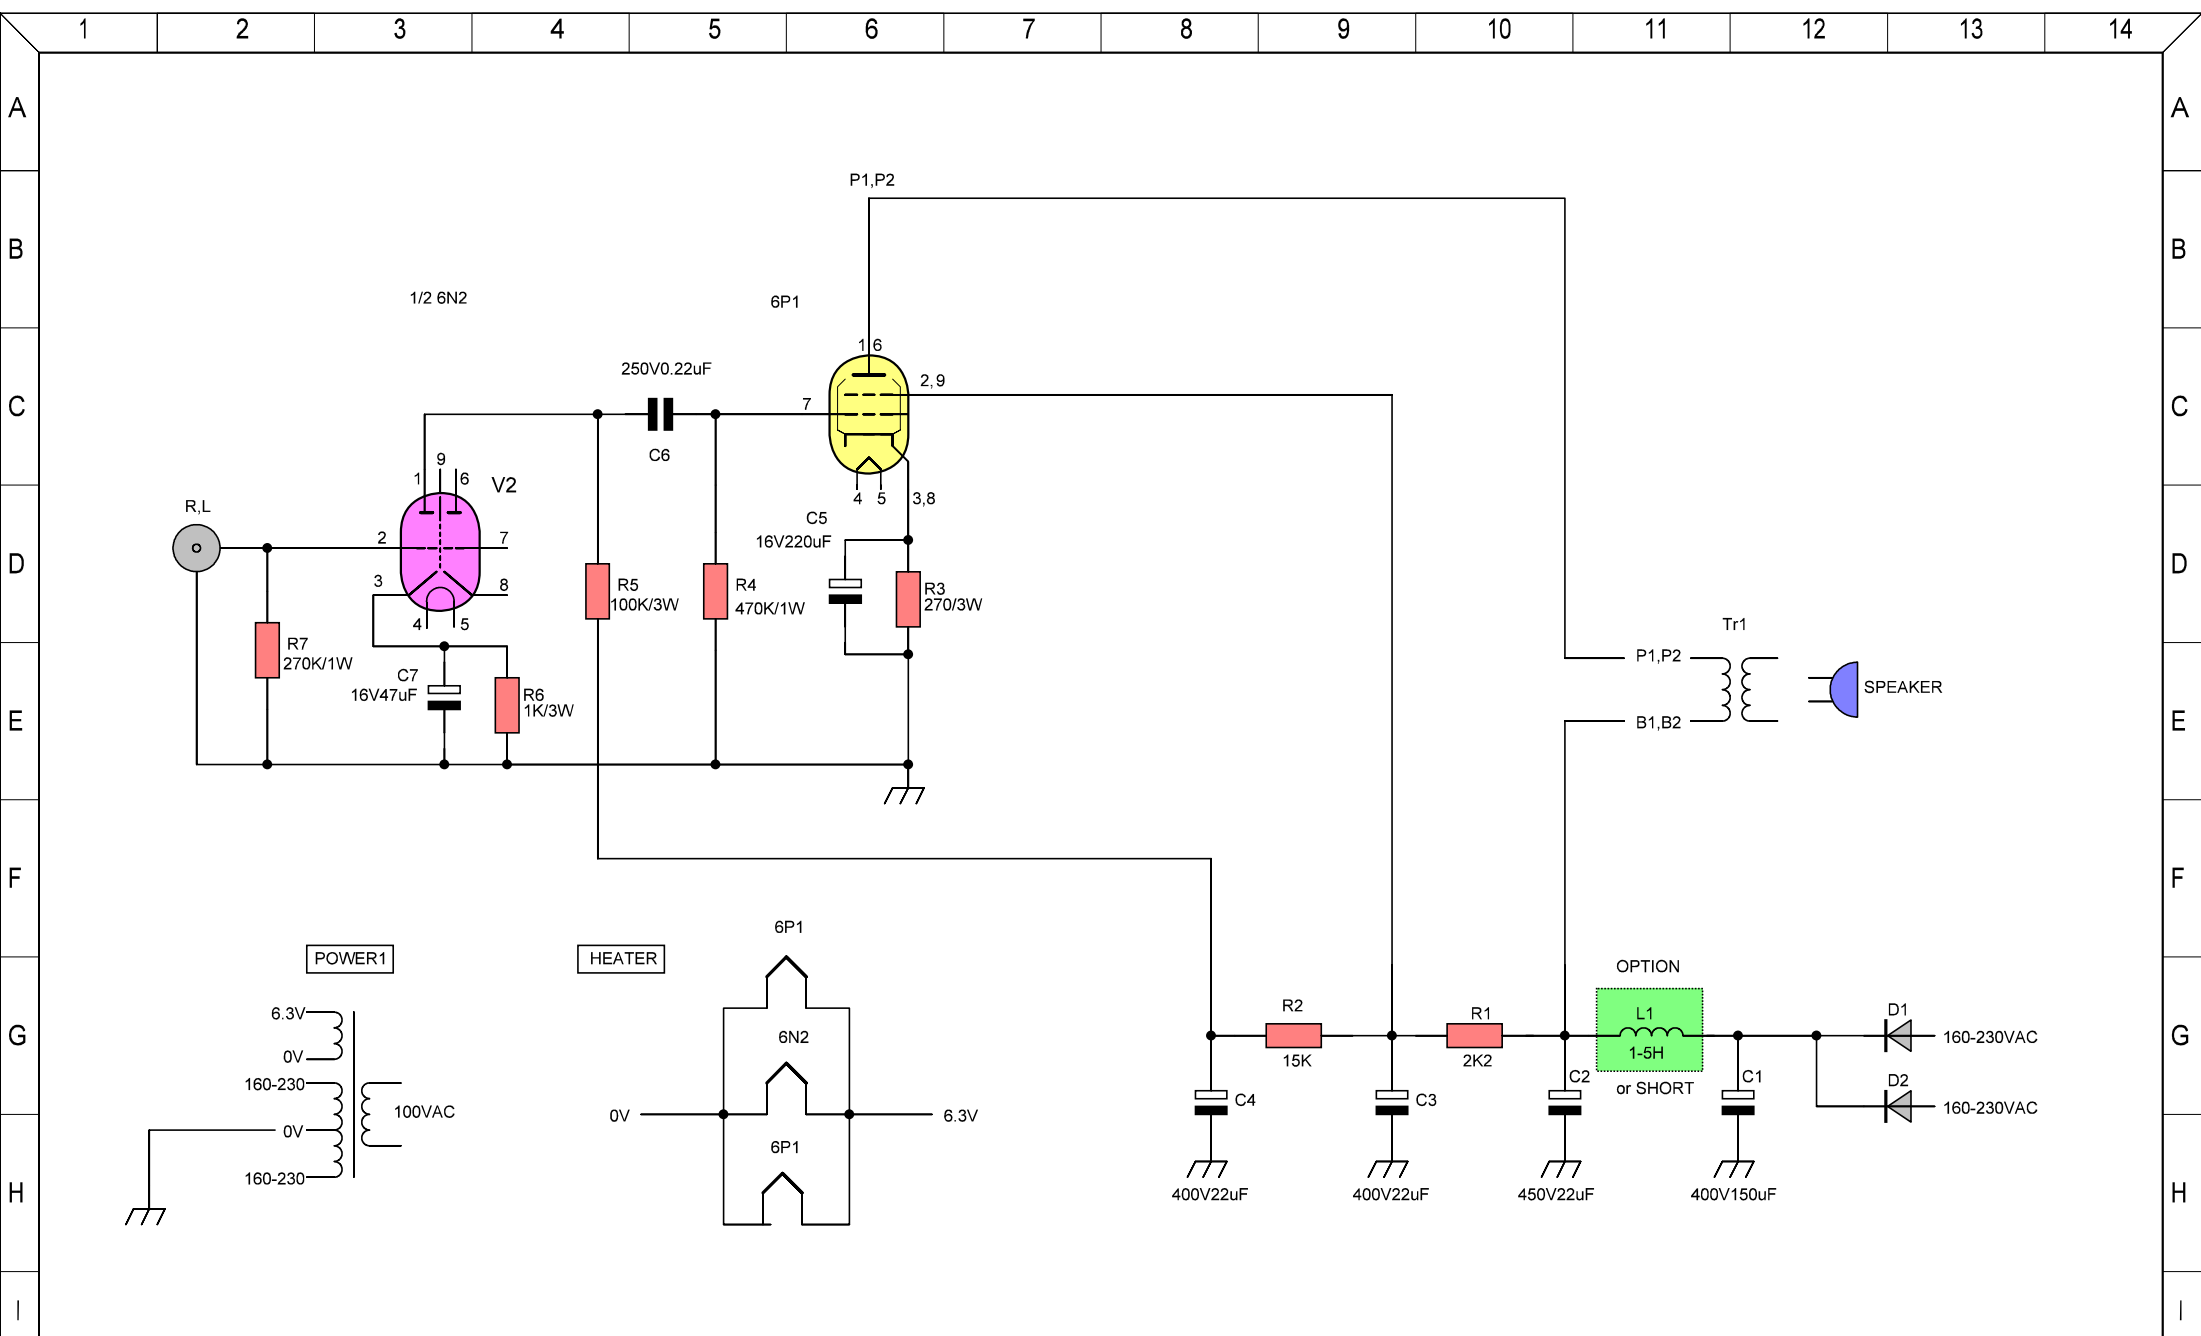 1 2 3 4 5 6 7 8 9 10 11 12 13 14
A A
P1,P2
B B
1/2 6N2
6P1
1 6
250V0.22uF
2,9
7
C C
C6
9
1 6
V2
4 5
3,8
R,L
C5
16V220uF
2 7
D D
3 8
R5
100K/3W
R4
470K/1W
R3
270/3W
4 5
Tr1
R7
270K/1W
P1,P2
C7
16V47uF
R6
1K/3W
SPEAKER
E E
B1,B2
F F
6P1
POWER1
HEATER
OPTION
6.3V
R2
R1
L1
D1
G G
6N2
160-230VAC
0V
15K
2K2
1-5H
160-230
C2
or SHORT
C1
D2
100VAC
0V
6.3V
C4
C3
160-230VAC
0V
6P1
160-230
H H
400V22uF
400V22uF
450V22uF
400V150uF
I I